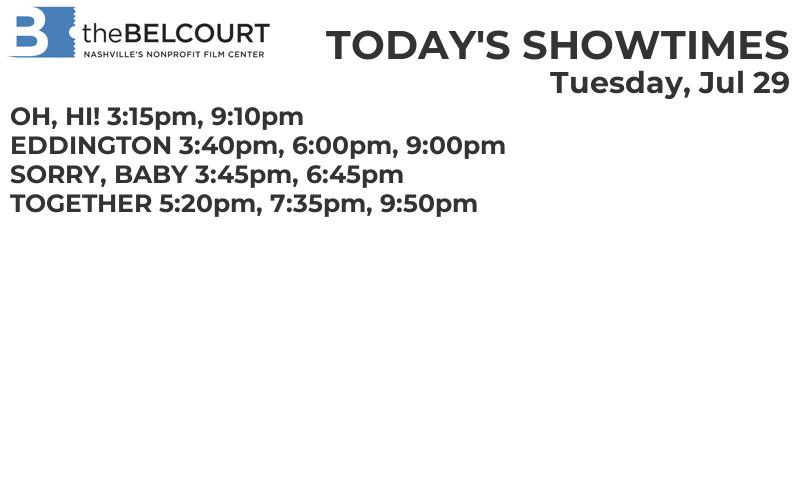 B theBELCOURT
NASHVILLE'S NONPROFIT FILM CENTER
TODAY'S SHOWTIMES
Tuesday, Jul 29
OH, HI! 3:15pm, 9:10pm
EDDINGTON 3:40pm, 6:00pm, 9:00pm
SORRY, BABY 3:45pm, 6:45pm
TOGETHER 5:20pm, 7:35pm, 9:50pm